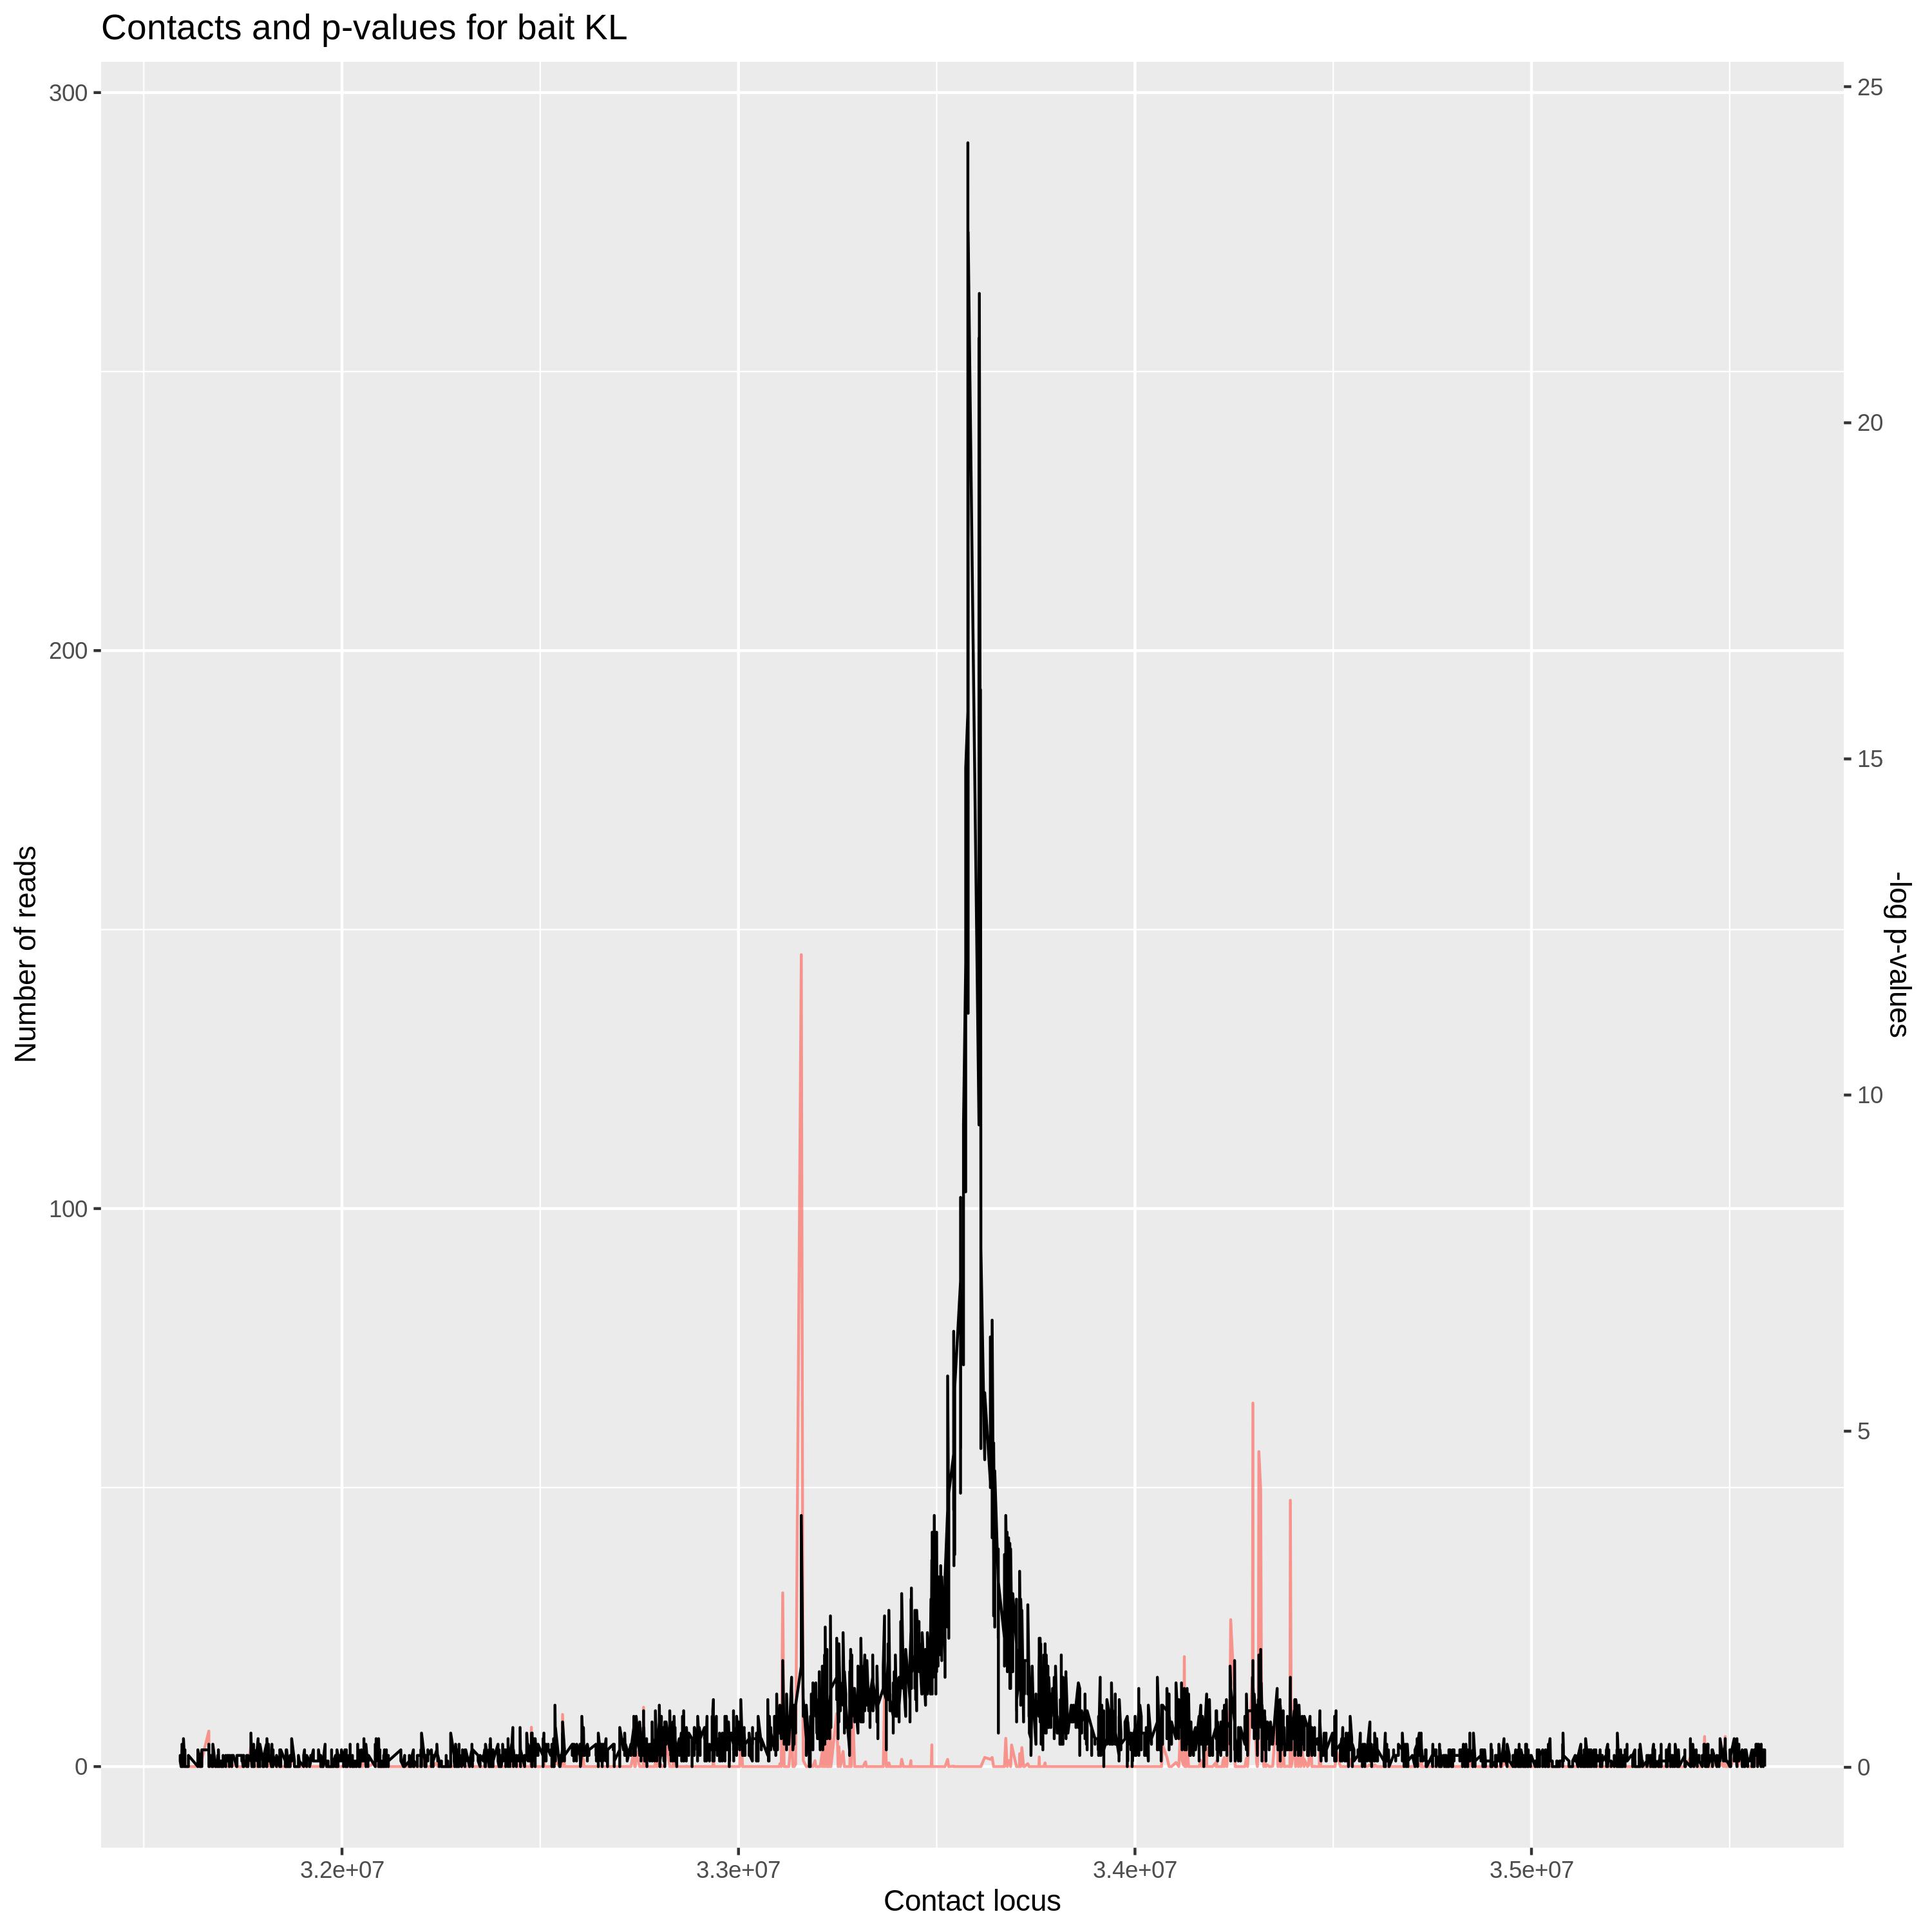 Contacts and p-values for bait KL
300
200
100
0
Number of reads
25
20
15
10
5
0
-log p-values
3.2e+07
3.3e+07
3.4e+07
3.5e+07
Contact locus